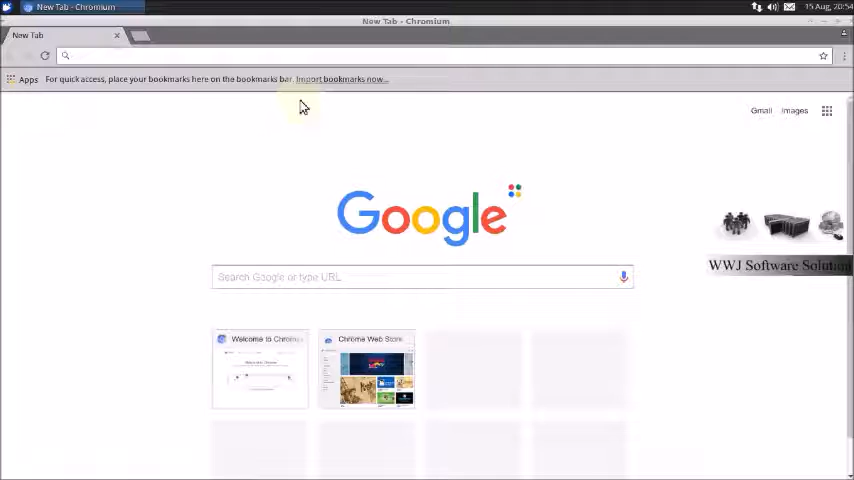 New Tab - Chromium
15 Aug, 20:54
New Tab - Chromium
New Tab
Apps
For quick access, place your bookmarks here on the bookmarks bar. Import bookmarks now...
Gmail
Images
Google
WWJ Software Solution
Search Google or type URL
Welcome to Chromiu
Chrome Web Store